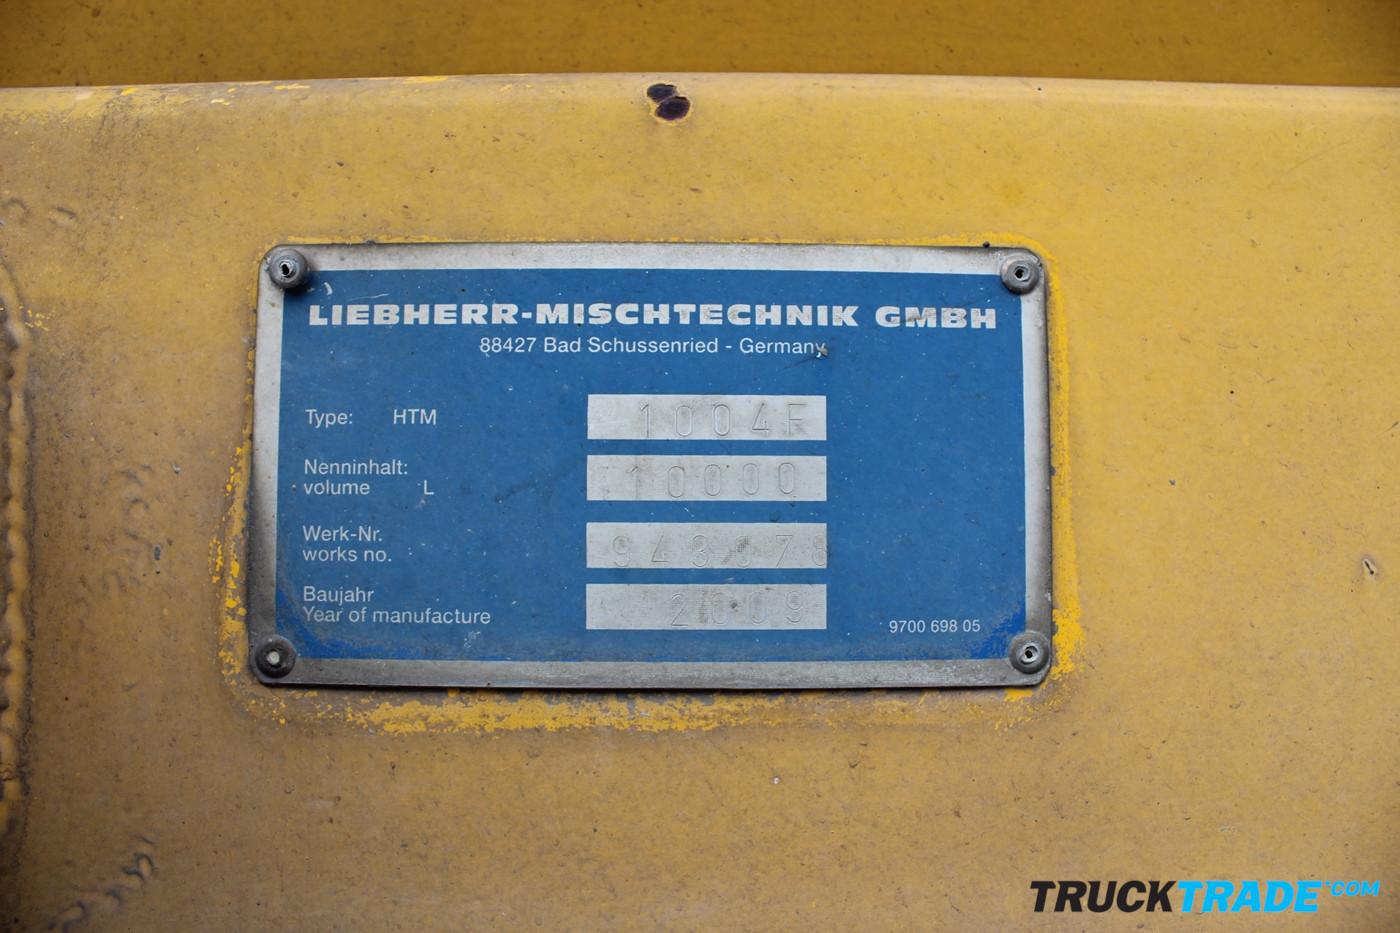 LIEBHERR-MISCHTECHNIK GMBH
88427 Bad Schussenried - Germany
Type: HTM 1004F
Nenninhalt:
volume L 10000
Werk-Nr.
works no. 943078
Baujahr
Year of manufacture 2009
9700 698 05
TRUCKTRADE.COM